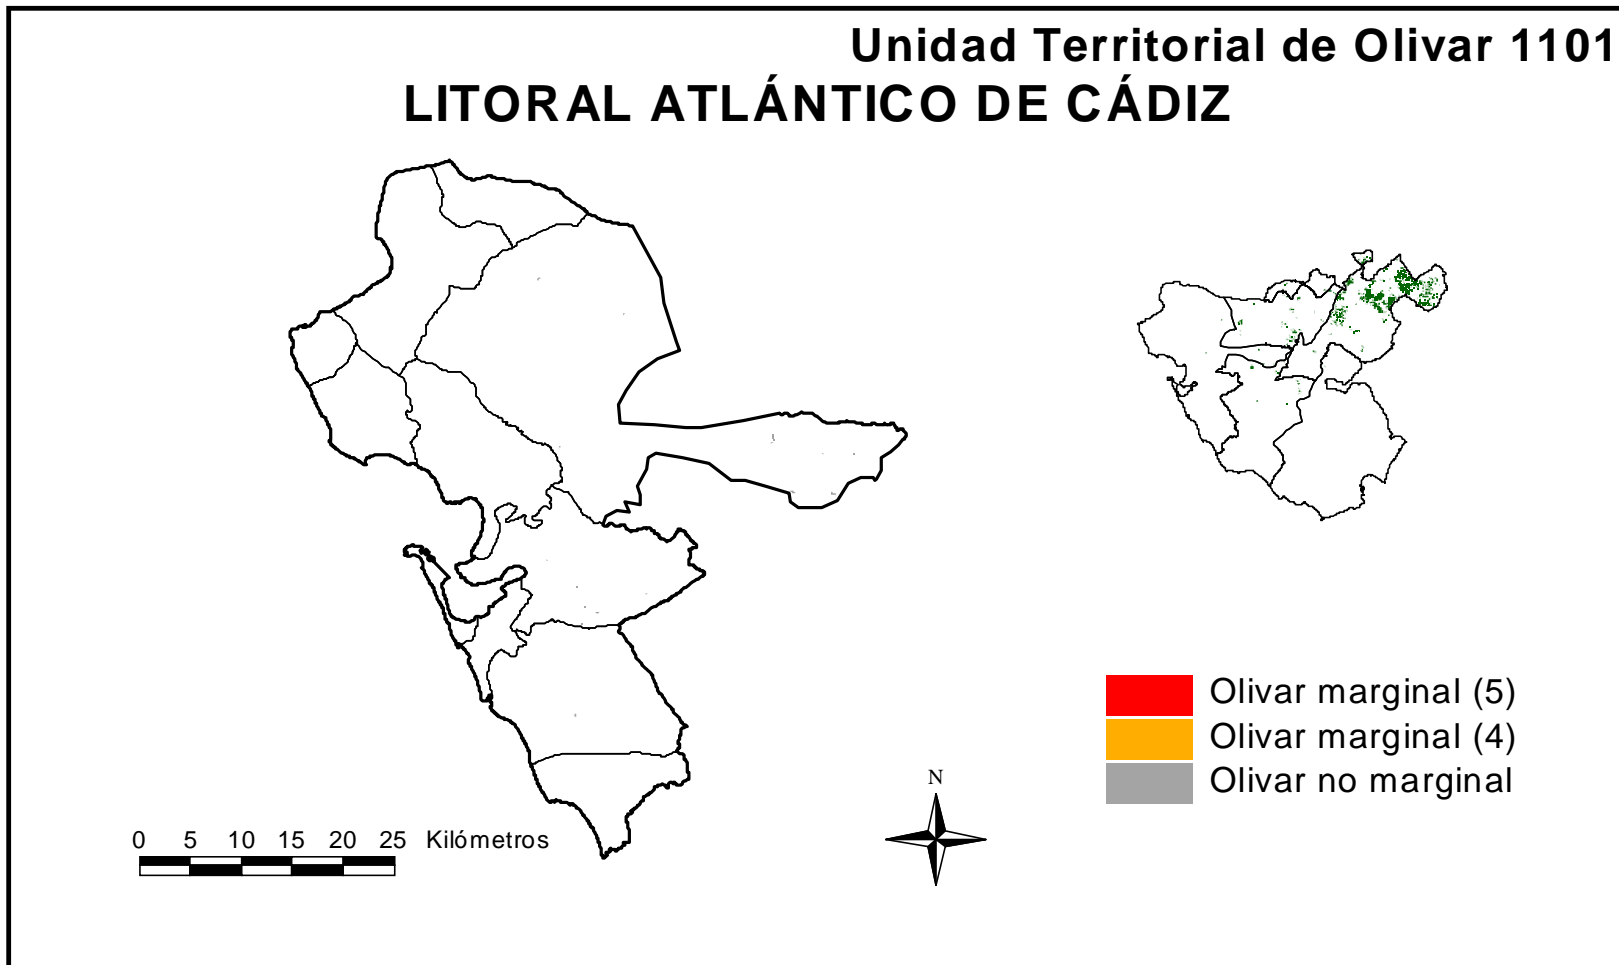 Unidad Territorial de Olivar 1101
LITORAL ATLÁNTICO DE CÁDIZ
Olivar marginal (5)
Olivar marginal (4)
Olivar no marginal
N
0 5 10 15 20 25 Kilómetros